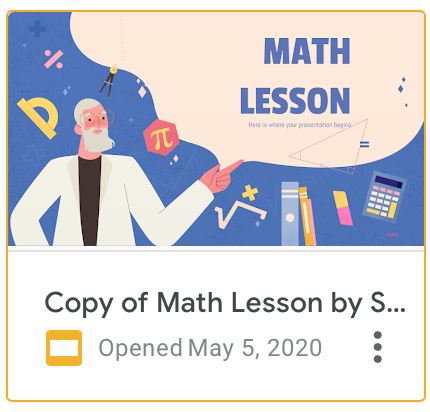 MATH
LESSON
Here is where your presentation begins
π
Copy of Math Lesson by S...
Opened May 5, 2020